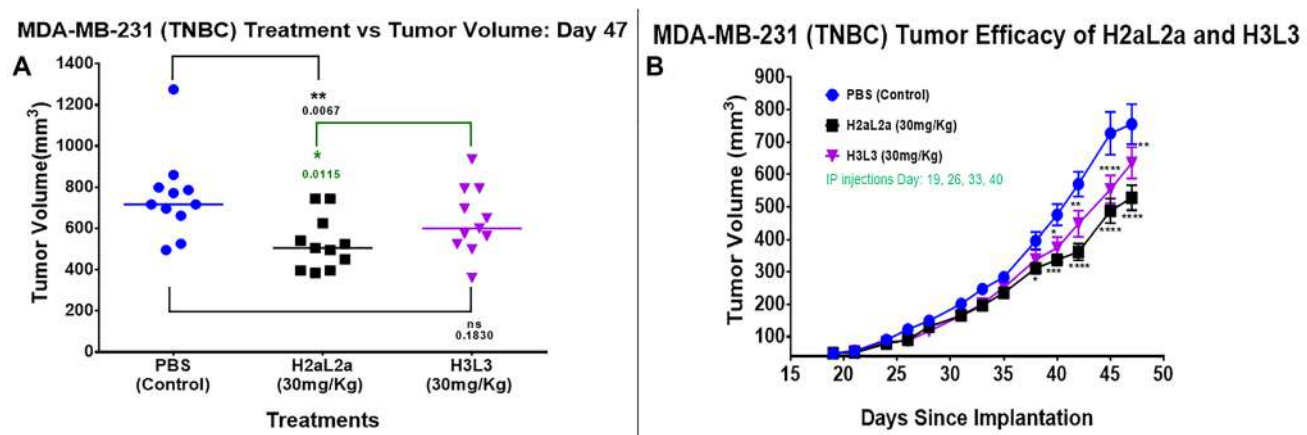 MDA-MB-231 (TNBC) Treatment vs Tumor Volume: Day 47
A
Tumor Volume(mm³)
1400
1200
1000
800
600
400
200
0
**
0.0067
*
0.0115
ns
0.1830
PBS
(Control)
H2aL2a
(30mg/Kg)
H3L3
(30mg/Kg)
Treatments
MDA-MB-231 (TNBC) Tumor Efficacy of H2aL2a and H3L3
B
Tumor Volume (mm³)
900
800
700
600
500
400
300
200
100
PBS (Control)
H2aL2a (30mg/Kg)
H3L3 (30mg/Kg)
IP injections Day: 19, 26, 33, 40
**
****
**
*
****
****
****
***
*
15 20 25 30 35 40 45 50
Days Since Implantation